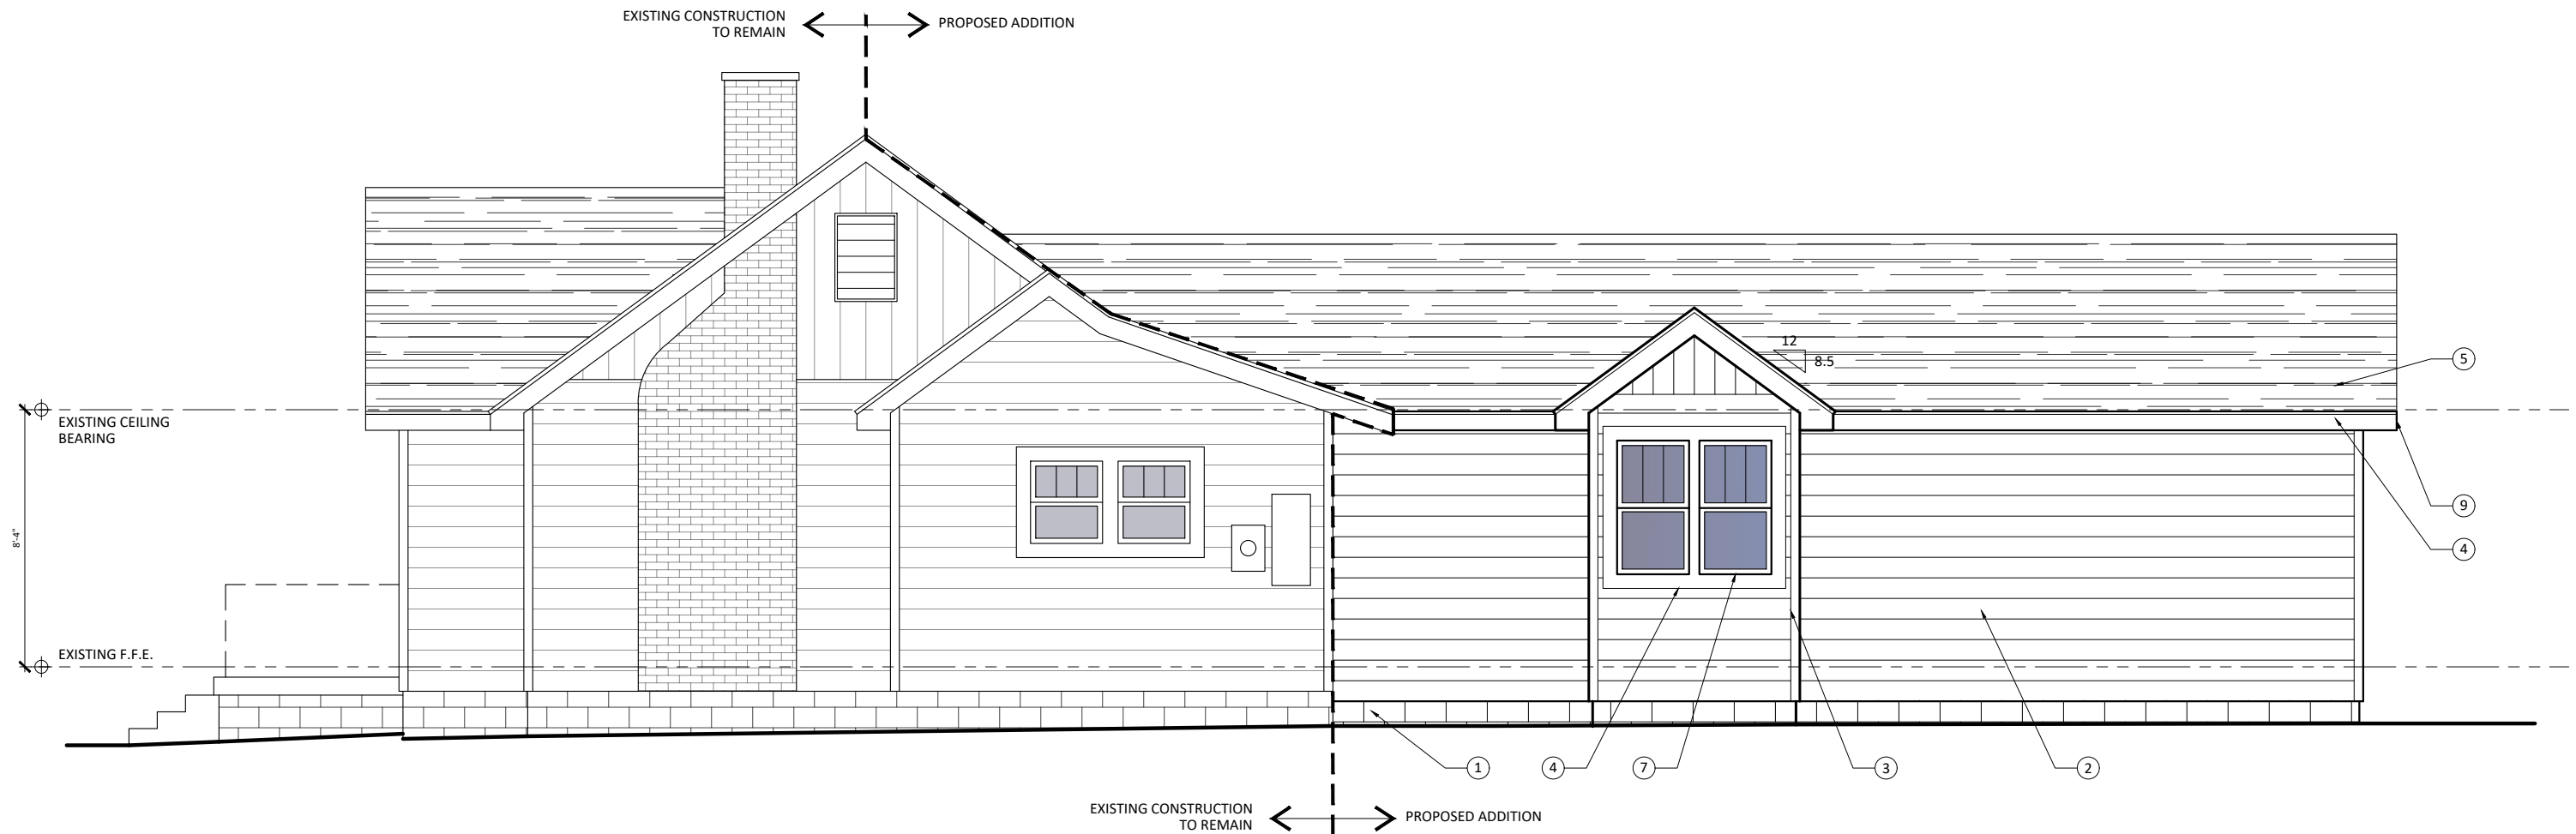 EXISTING CONSTRUCTION
TO REMAIN
PROPOSED ADDITION
12
8.5
5
EXISTING CEILING
BEARING
9
4
8'-4"
EXISTING F.F.E.
1
4
7
3
2
EXISTING CONSTRUCTION
TO REMAIN
PROPOSED ADDITION